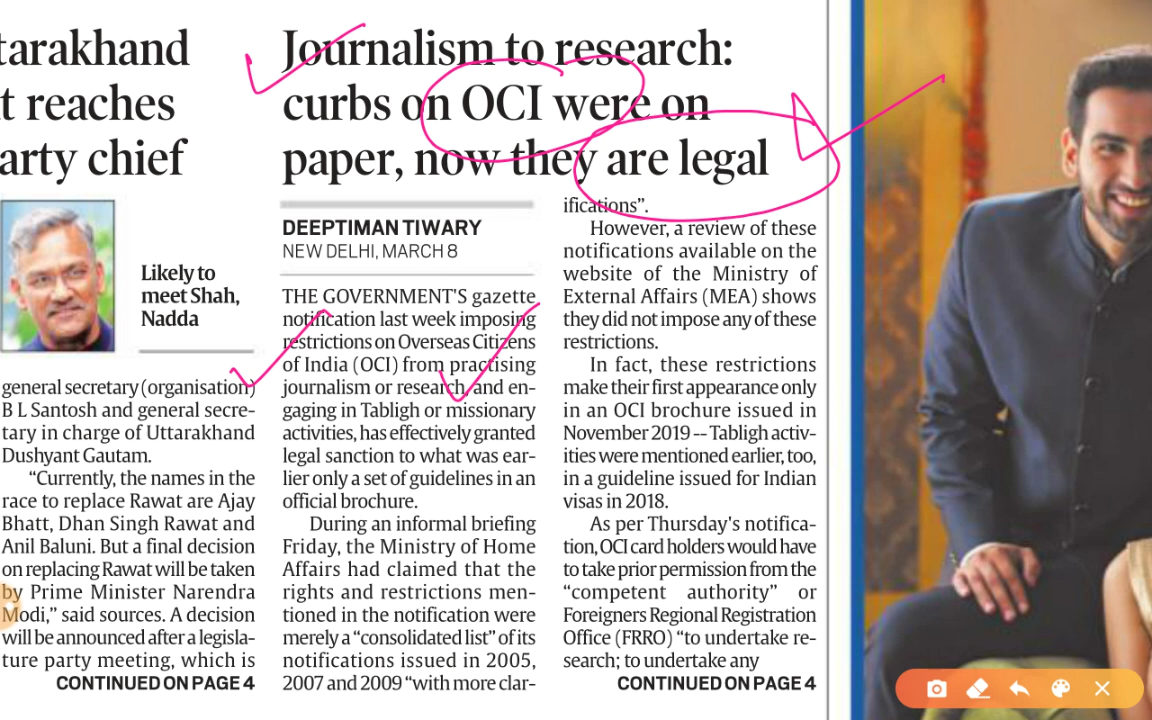 tarakhand
t reaches
arty chief
Likely to
meet Shah,
Nadda
general secretary (organisation)
B L Santosh and general secre-
tary in charge of Uttarakhand
Dushyant Gautam.
“Currently, the names in the
race to replace Rawat are Ajay
Bhatt, Dhan Singh Rawat and
Anil Baluni. But a final decision
on replacing Rawat will be taken
by Prime Minister Narendra
Modi,” said sources. A decision
will be announced after a legisla-
ture party meeting, which is
CONTINUED ON PAGE 4
Journalism to research:
curbs on OCI were on
paper, now they are legal
DEEPTIMAN TIWARY
NEW DELHI, MARCH 8
THE GOVERNMENT'S gazette
notification last week imposing
restrictions on Overseas Citizens
of India (OCI) from practising
journalism or research, and en-
gaging in Tabligh or missionary
activities, has effectively granted
legal sanction to what was ear-
lier only a set of guidelines in an
official brochure.
During an informal briefing
Friday, the Ministry of Home
Affairs had claimed that the
rights and restrictions men-
tioned in the notification were
merely a “consolidated list” of its
notifications issued in 2005,
2007 and 2009 “with more clar-
ifications”.
However, a review of these
notifications available on the
website of the Ministry of
External Affairs (MEA) shows
they did not impose any of these
restrictions.
In fact, these restrictions
make their first appearance only
in an OCI brochure issued in
November 2019 -- Tabligh activ-
ities were mentioned earlier, too,
in a guideline issued for Indian
visas in 2018.
As per Thursday's notifica-
tion, OCI card holders would have
to take prior permission from the
“competent authority” or
Foreigners Regional Registration
Office (FRRO) “to undertake re-
search; to undertake any
CONTINUED ON PAGE 4